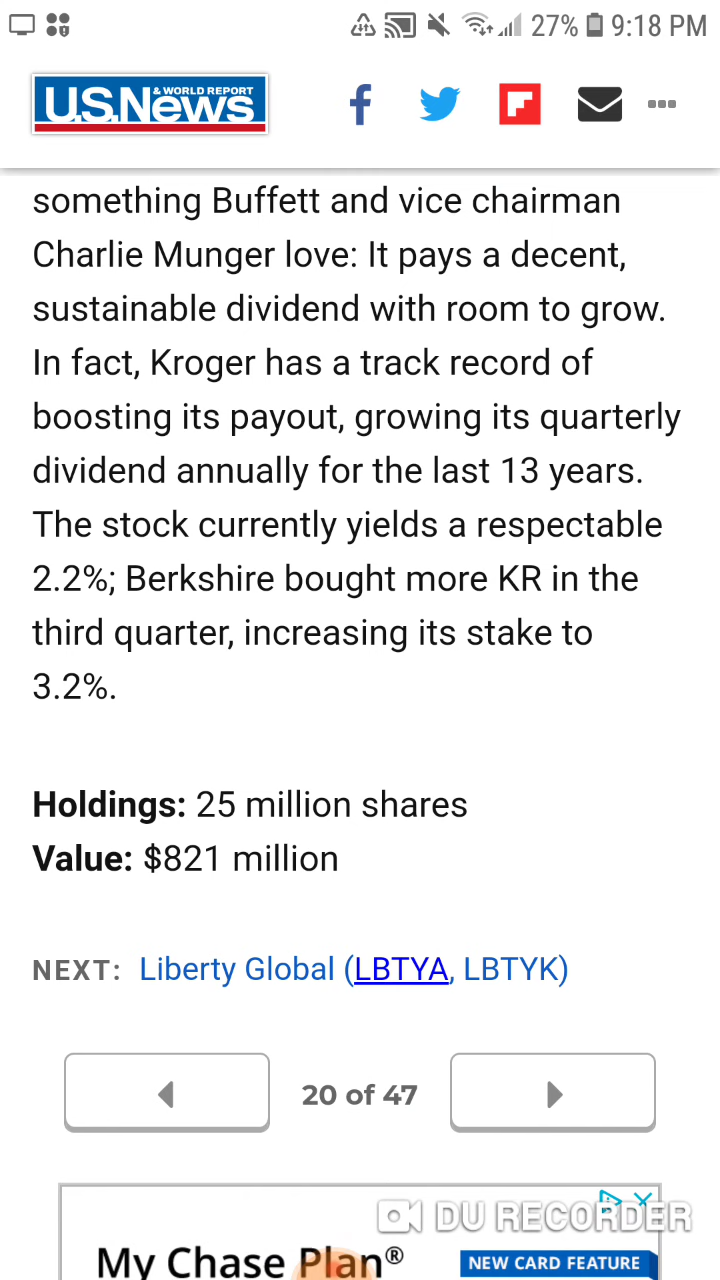 27% 9:18 PM
U.S.News & WORLD REPORT
something Buffett and vice chairman
Charlie Munger love: It pays a decent,
sustainable dividend with room to grow.
In fact, Kroger has a track record of
boosting its payout, growing its quarterly
dividend annually for the last 13 years.
The stock currently yields a respectable
2.2%; Berkshire bought more KR in the
third quarter, increasing its stake to
3.2%.
Holdings: 25 million shares
Value: $821 million
NEXT: Liberty Global (LBTYA, LBTYK)
20 of 47
DU RECORDER
My Chase Plan®
NEW CARD FEATURE